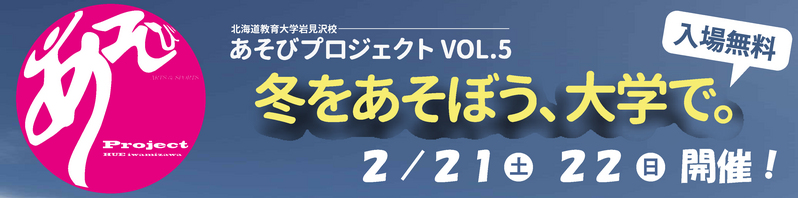 あそび
ARTS & SPORTS
Project
HUE iwamizawa
北海道教育大学岩見沢校
あそびプロジェクト VOL.5
入場無料
冬をあそぼう、大学で。
2/21土 22日 開催！